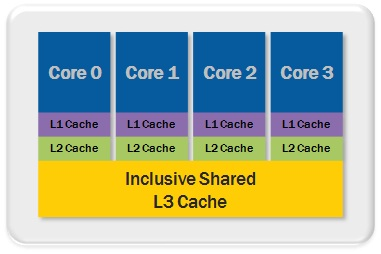 Core 0 Core 1 Core 2 Core 3
L1 Cache L1 Cache L1 Cache L1 Cache
L2 Cache L2 Cache L2 Cache L2 Cache
Inclusive Shared
L3 Cache